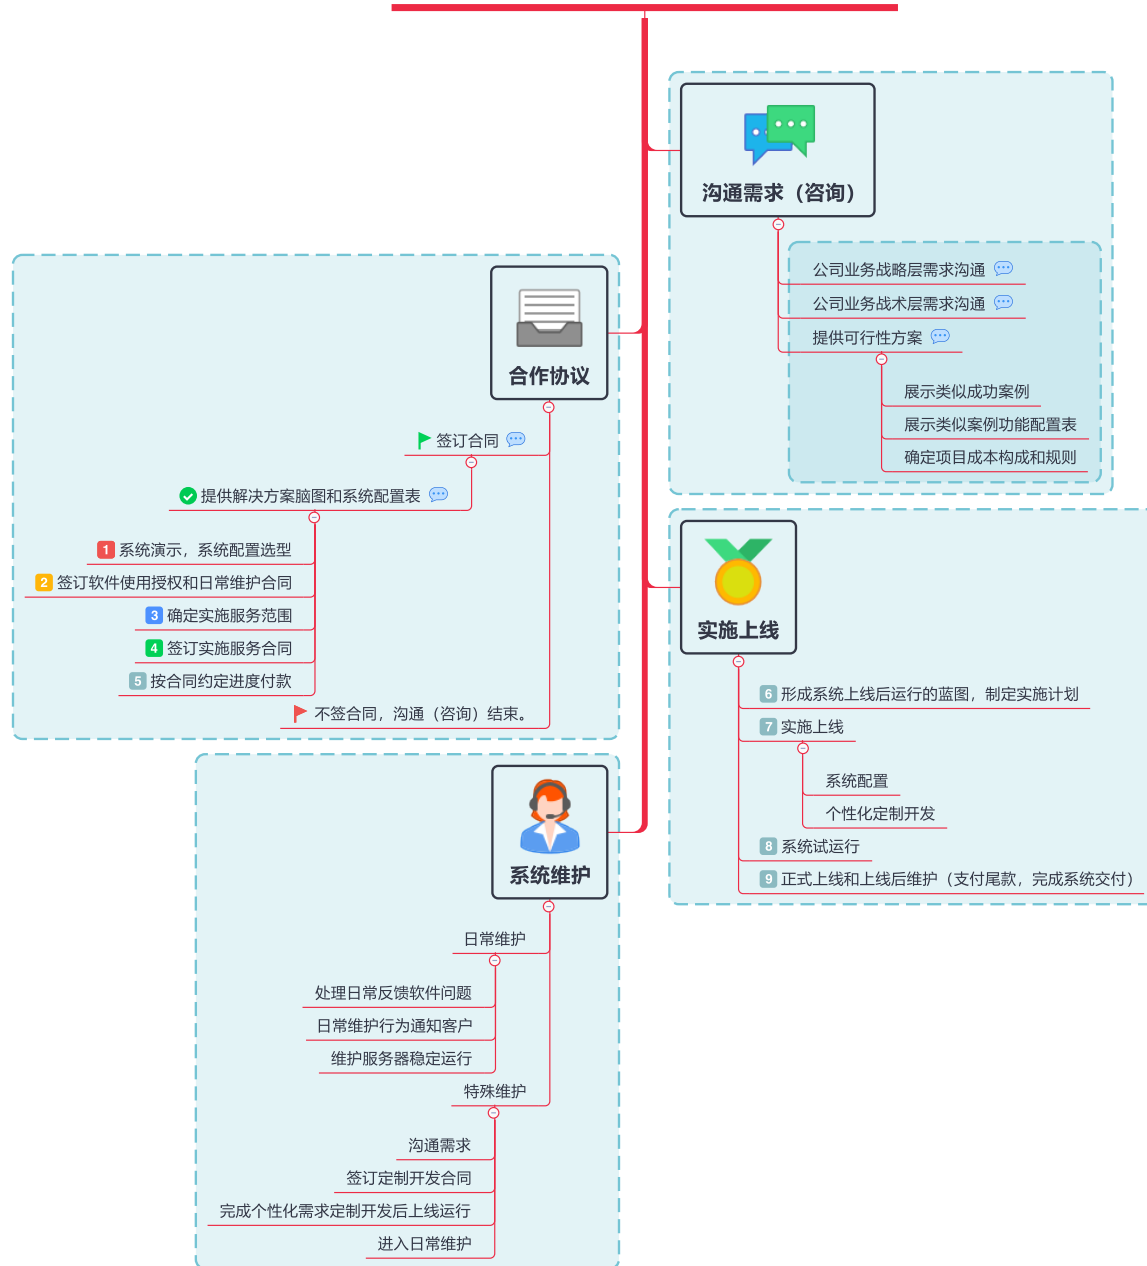 沟通需求（咨询）
公司业务战略层需求沟通
公司业务战术层需求沟通
提供可行性方案
展示类似成功案例
展示类似案例功能配置表
确定项目成本构成和规则
合作协议
签订合同
提供解决方案脑图和系统配置表
1 系统演示，系统配置选型
2 签订软件使用授权和日常维护合同
3 确定实施服务范围
4 签订实施服务合同
5 按合同约定进度付款
不签合同，沟通（咨询）结束。
实施上线
6 形成系统上线后运行的蓝图，制定实施计划
7 实施上线
系统配置
个性化定制开发
8 系统试运行
9 正式上线和上线后维护（支付尾款，完成系统交付）
系统维护
日常维护
处理日常反馈软件问题
日常维护行为通知客户
维护服务器稳定运行
特殊维护
沟通需求
签订定制开发合同
完成个性化需求定制开发后上线运行
进入日常维护